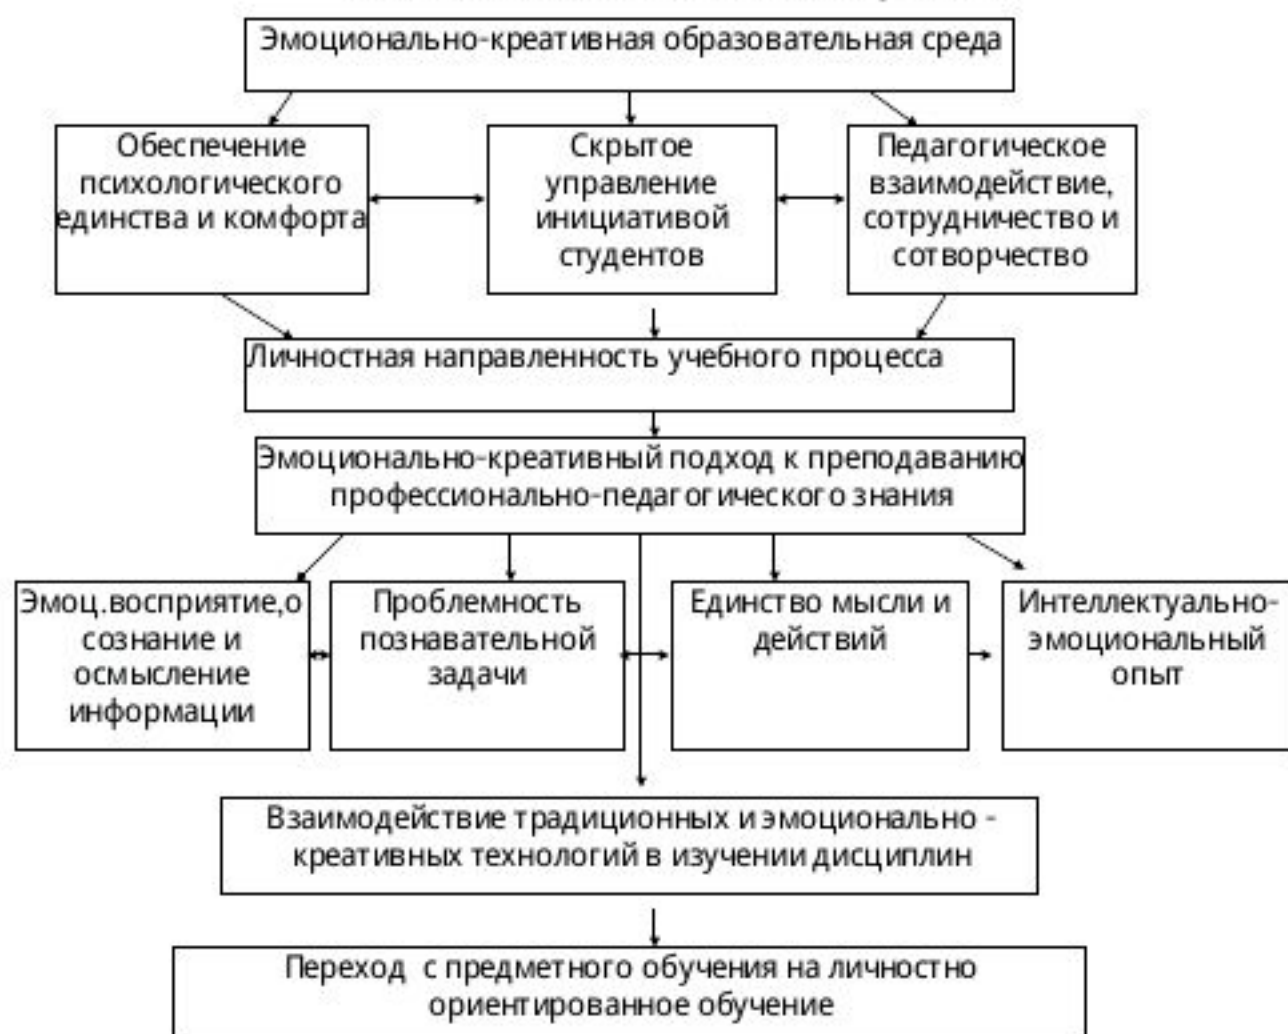 Эмоционально-креативная образовательная среда
Обеспечение
психологического
единства и комфорта
Скрытое
управление
инициативой
студентов
Педагогическое
взаимодействие,
сотрудничество и
сотворчество
Личностная направленность учебного процесса
Эмоционально-креативный подход к преподаванию
профессионально-педагогического знания
Эмоц.восприятие,о
сознание и
осмысление
информации
Проблемность
познавательной
задачи
Единство мысли и
действий
Интеллектуально-
эмоциональный
опыт
Взаимодействие традиционных и эмоционально -
креативных технологий в изучении дисциплин
Переход с предметного обучения на личностно
ориентированное обучение